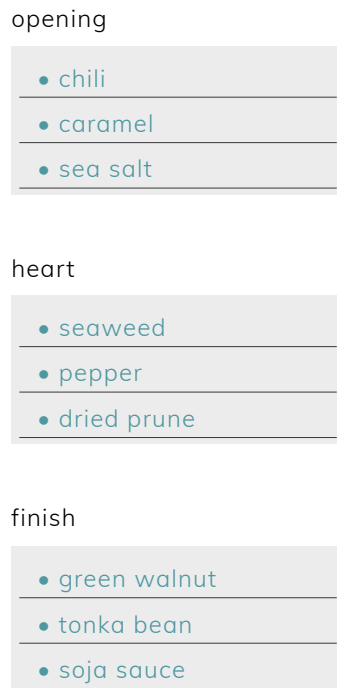 opening
• chili
• caramel
• sea salt
heart
• seaweed
• pepper
• dried prune
finish
• green walnut
• tonka bean
• soja sauce